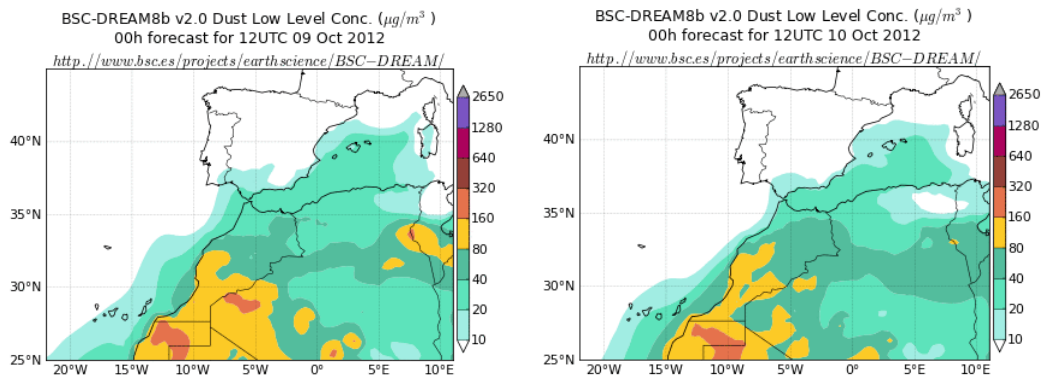 BSC-DREAM8b v2.0 Dust Low Level Conc. (μg/m³ )
00h forecast for 12UTC 09 Oct 2012
http://www.bsc.es/projects/earthscience/BSC-DREAM/
40°N
35°N
30°N
25°N
20°W
15°W
10°W
5°W
0°
5°E
10°E
2650
1280
640
320
160
80
40
20
10
BSC-DREAM8b v2.0 Dust Low Level Conc. (μg/m³ )
00h forecast for 12UTC 10 Oct 2012
http://www.bsc.es/projects/earthscience/BSC-DREAM/
40°N
35°N
30°N
25°N
20°W
15°W
10°W
5°W
0°
5°E
10°E
2650
1280
640
320
160
80
40
20
10